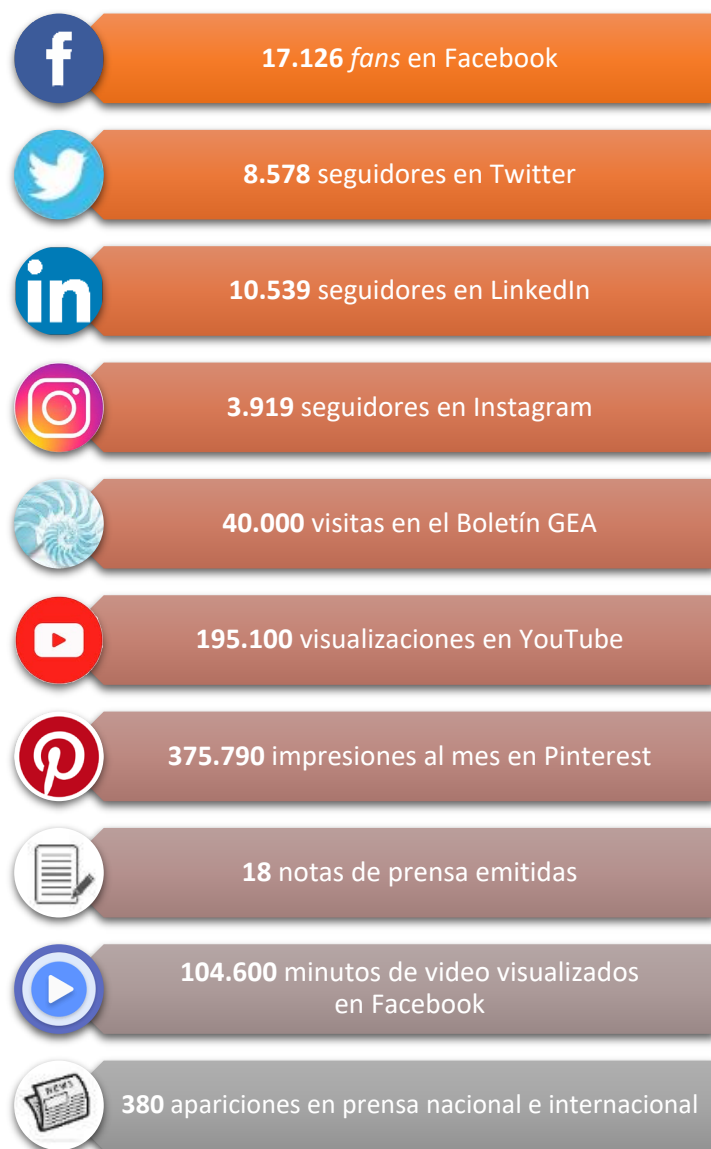 17.126 fans en Facebook
8.578 seguidores en Twitter
10.539 seguidores en LinkedIn
3.919 seguidores en Instagram
40.000 visitas en el Boletín GEA
195.100 visualizaciones en YouTube
375.790 impresiones al mes en Pinterest
18 notas de prensa emitidas
104.600 minutos de video visualizados
en Facebook
NEWS
380 apariciones en prensa nacional e internacional